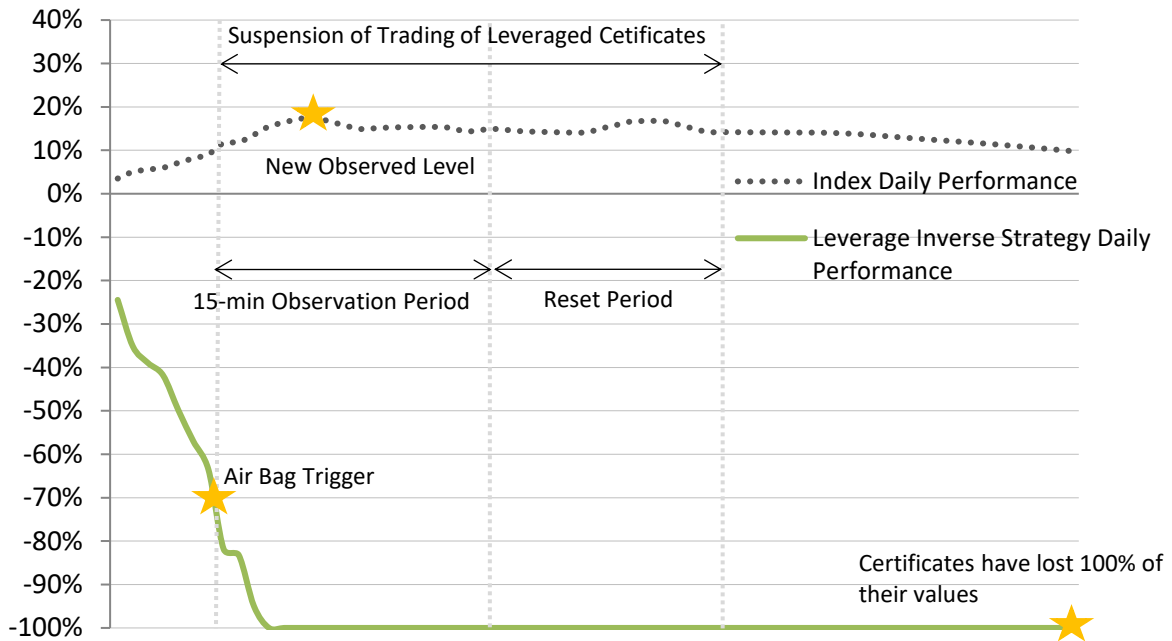 40%
Suspension of Trading of Leveraged Cetificates
30%
20%
10%
New Observed Level
Index Daily Performance
0%
-10%
Leverage Inverse Strategy Daily
Performance
-20%
15-min Observation Period
Reset Period
-30%
-40%
-50%
-60%
Air Bag Trigger
-70%
-80%
-90%
Certificates have lost 100% of
their values
-100%